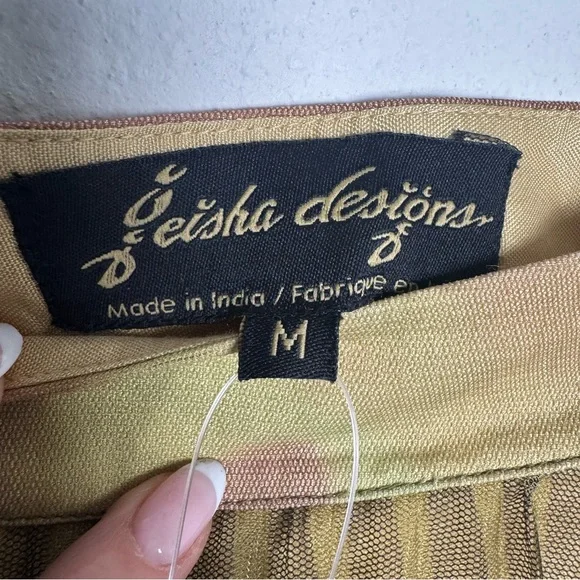 geisha designs
Made in India / Fabrique en
M